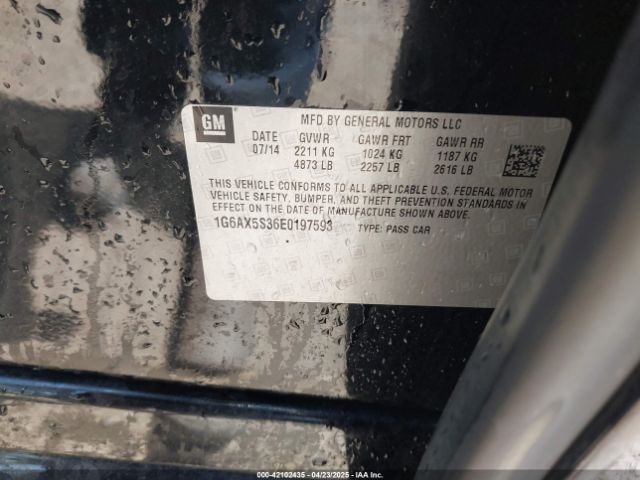 GM
MFD BY GENERAL MOTORS LLC
DATE GVWR GAWR FRT GAWR RR
07/14 2211 KG 1024 KG 1187 KG
4873 LB 2257 LB 2616 LB
THIS VEHICLE CONFORMS TO ALL APPLICABLE U.S. FEDERAL MOTOR
VEHICLE SAFETY, BUMPER, AND THEFT PREVENTION STANDARDS IN
EFFECT ON THE DATE OF MANUFACTURE SHOWN ABOVE.
1G6AX5S36E0197593 TYPE: PASS CAR
000-42102435 - 04/23/2025 - IAA Inc.